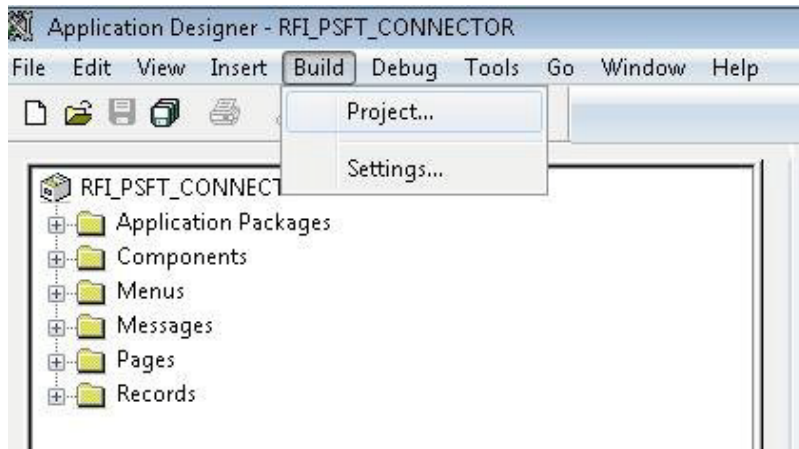 Application Designer - RFI_PSFT_CONNECTOR
File Edit View Insert Build Debug Tools Go Window Help
Project...
Settings...
RFI_PSFT_CONNECT
Application Packages
Components
Menus
Messages
Pages
Records